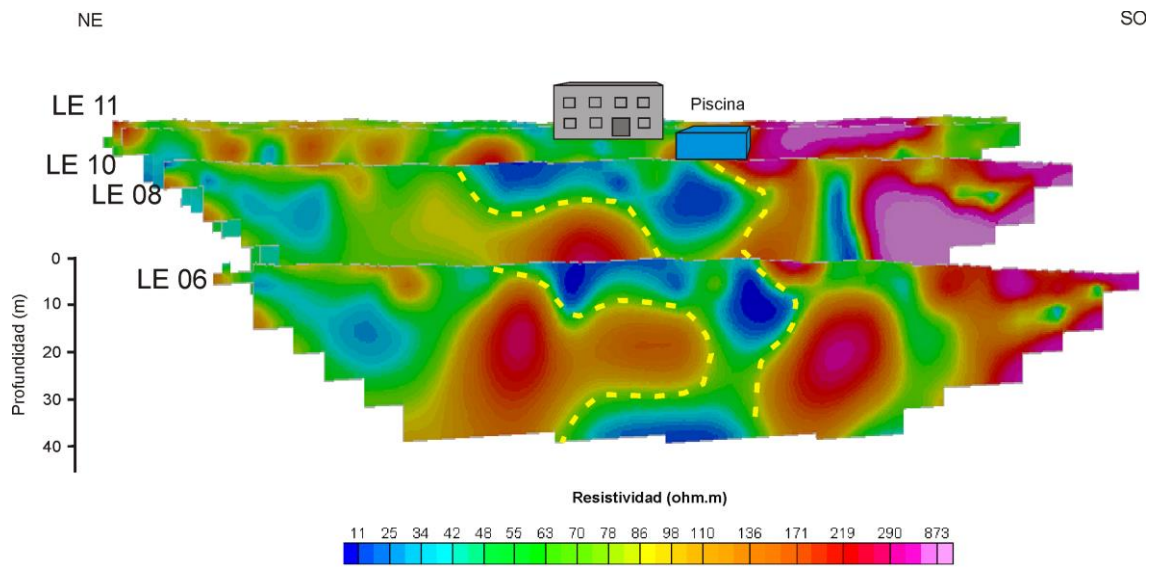 NE SO
LE 11
Piscina
LE 10
LE 08
0
LE 06
10
20
30
40
Profundidad (m)
Resistividad (ohm.m)
11 25 34 42 48 55 63 70 78 86 98 110 136 171 219 290 873